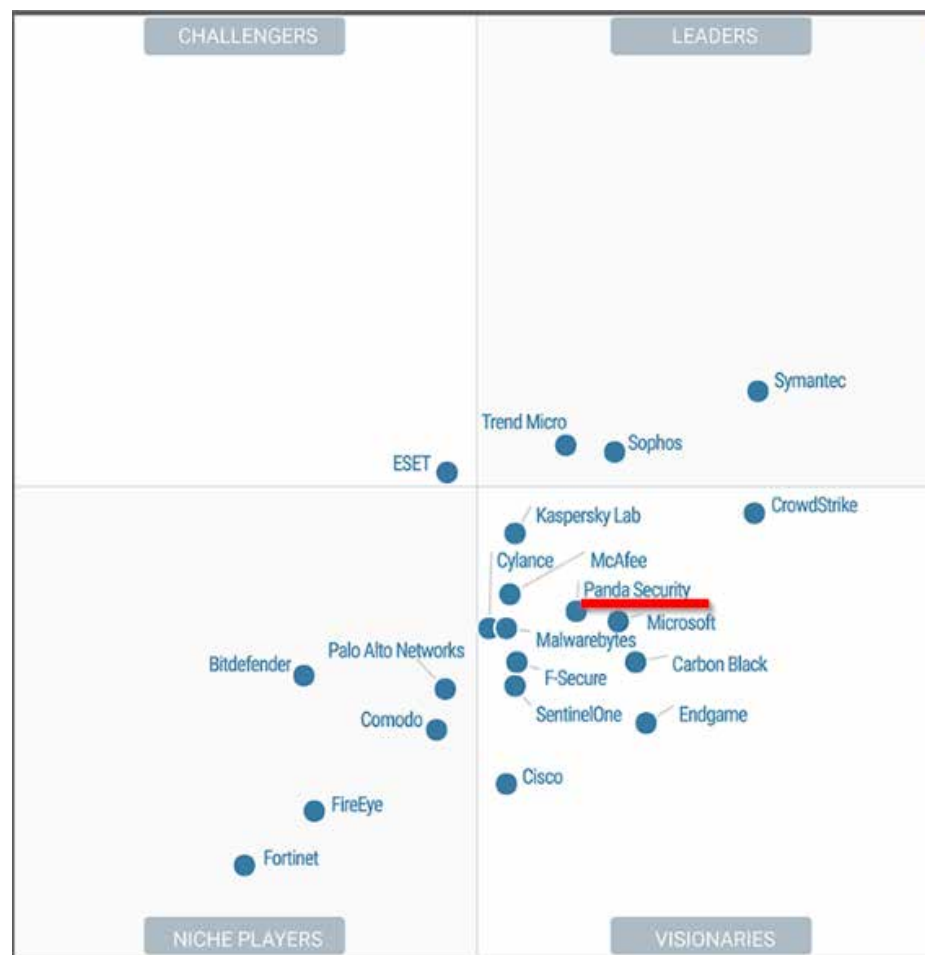 CHALLENGERS
LEADERS
Symantec
Trend Micro
Sophos
ESET
CrowdStrike
Kaspersky Lab
Cylance
McAfee
Panda Security
Microsoft
Malwarebytes
Palo Alto Networks
Bitdefender
Carbon Black
F-Secure
SentinelOne
Endgame
Comodo
Cisco
FireEye
Fortinet
NICHE PLAYERS
VISIONARIES